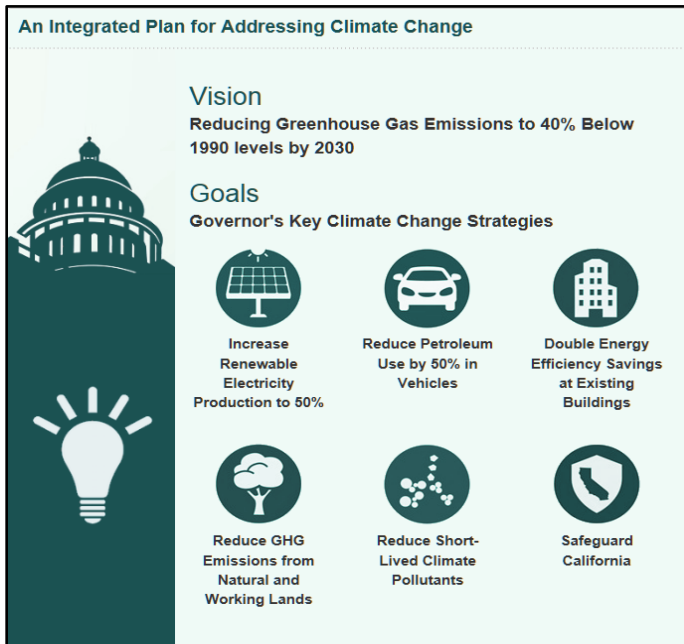 An Integrated Plan for Addressing Climate Change
Vision
Reducing Greenhouse Gas Emissions to 40% Below
1990 levels by 2030
Goals
Governor's Key Climate Change Strategies
Increase
Renewable
Electricity
Production to 50%
Reduce Petroleum
Use by 50% in
Vehicles
Double Energy
Efficiency Savings
at Existing
Buildings
Reduce GHG
Emissions from
Natural and
Working Lands
Reduce Short-
Lived Climate
Pollutants
Safeguard
California